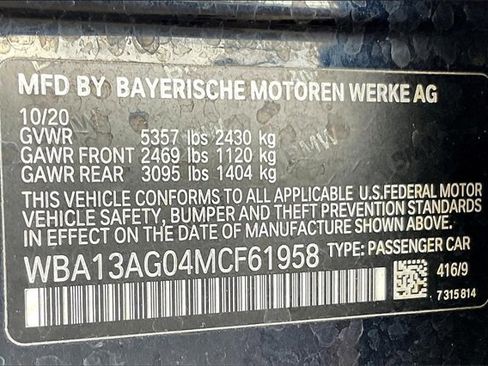 MFD BY BAYERISCHE MOTOREN WERKE AG
10/20
GVWR 5357 lbs 2430 kg
GAWR FRONT 2469 lbs 1120 kg
GAWR REAR 3095 lbs 1404 kg
THIS VEHICLE CONFORMS TO ALL APPLICABLE U.S.FEDERAL MOTOR
VEHICLE SAFETY, BUMPER AND THEFT PREVENTION STANDARDS
IN EFFECT ON THE DATE OF MANUFACTURE SHOWN ABOVE.
WBA13AG04MCF61958 TYPE: PASSENGER CAR
416/9
7 315 814